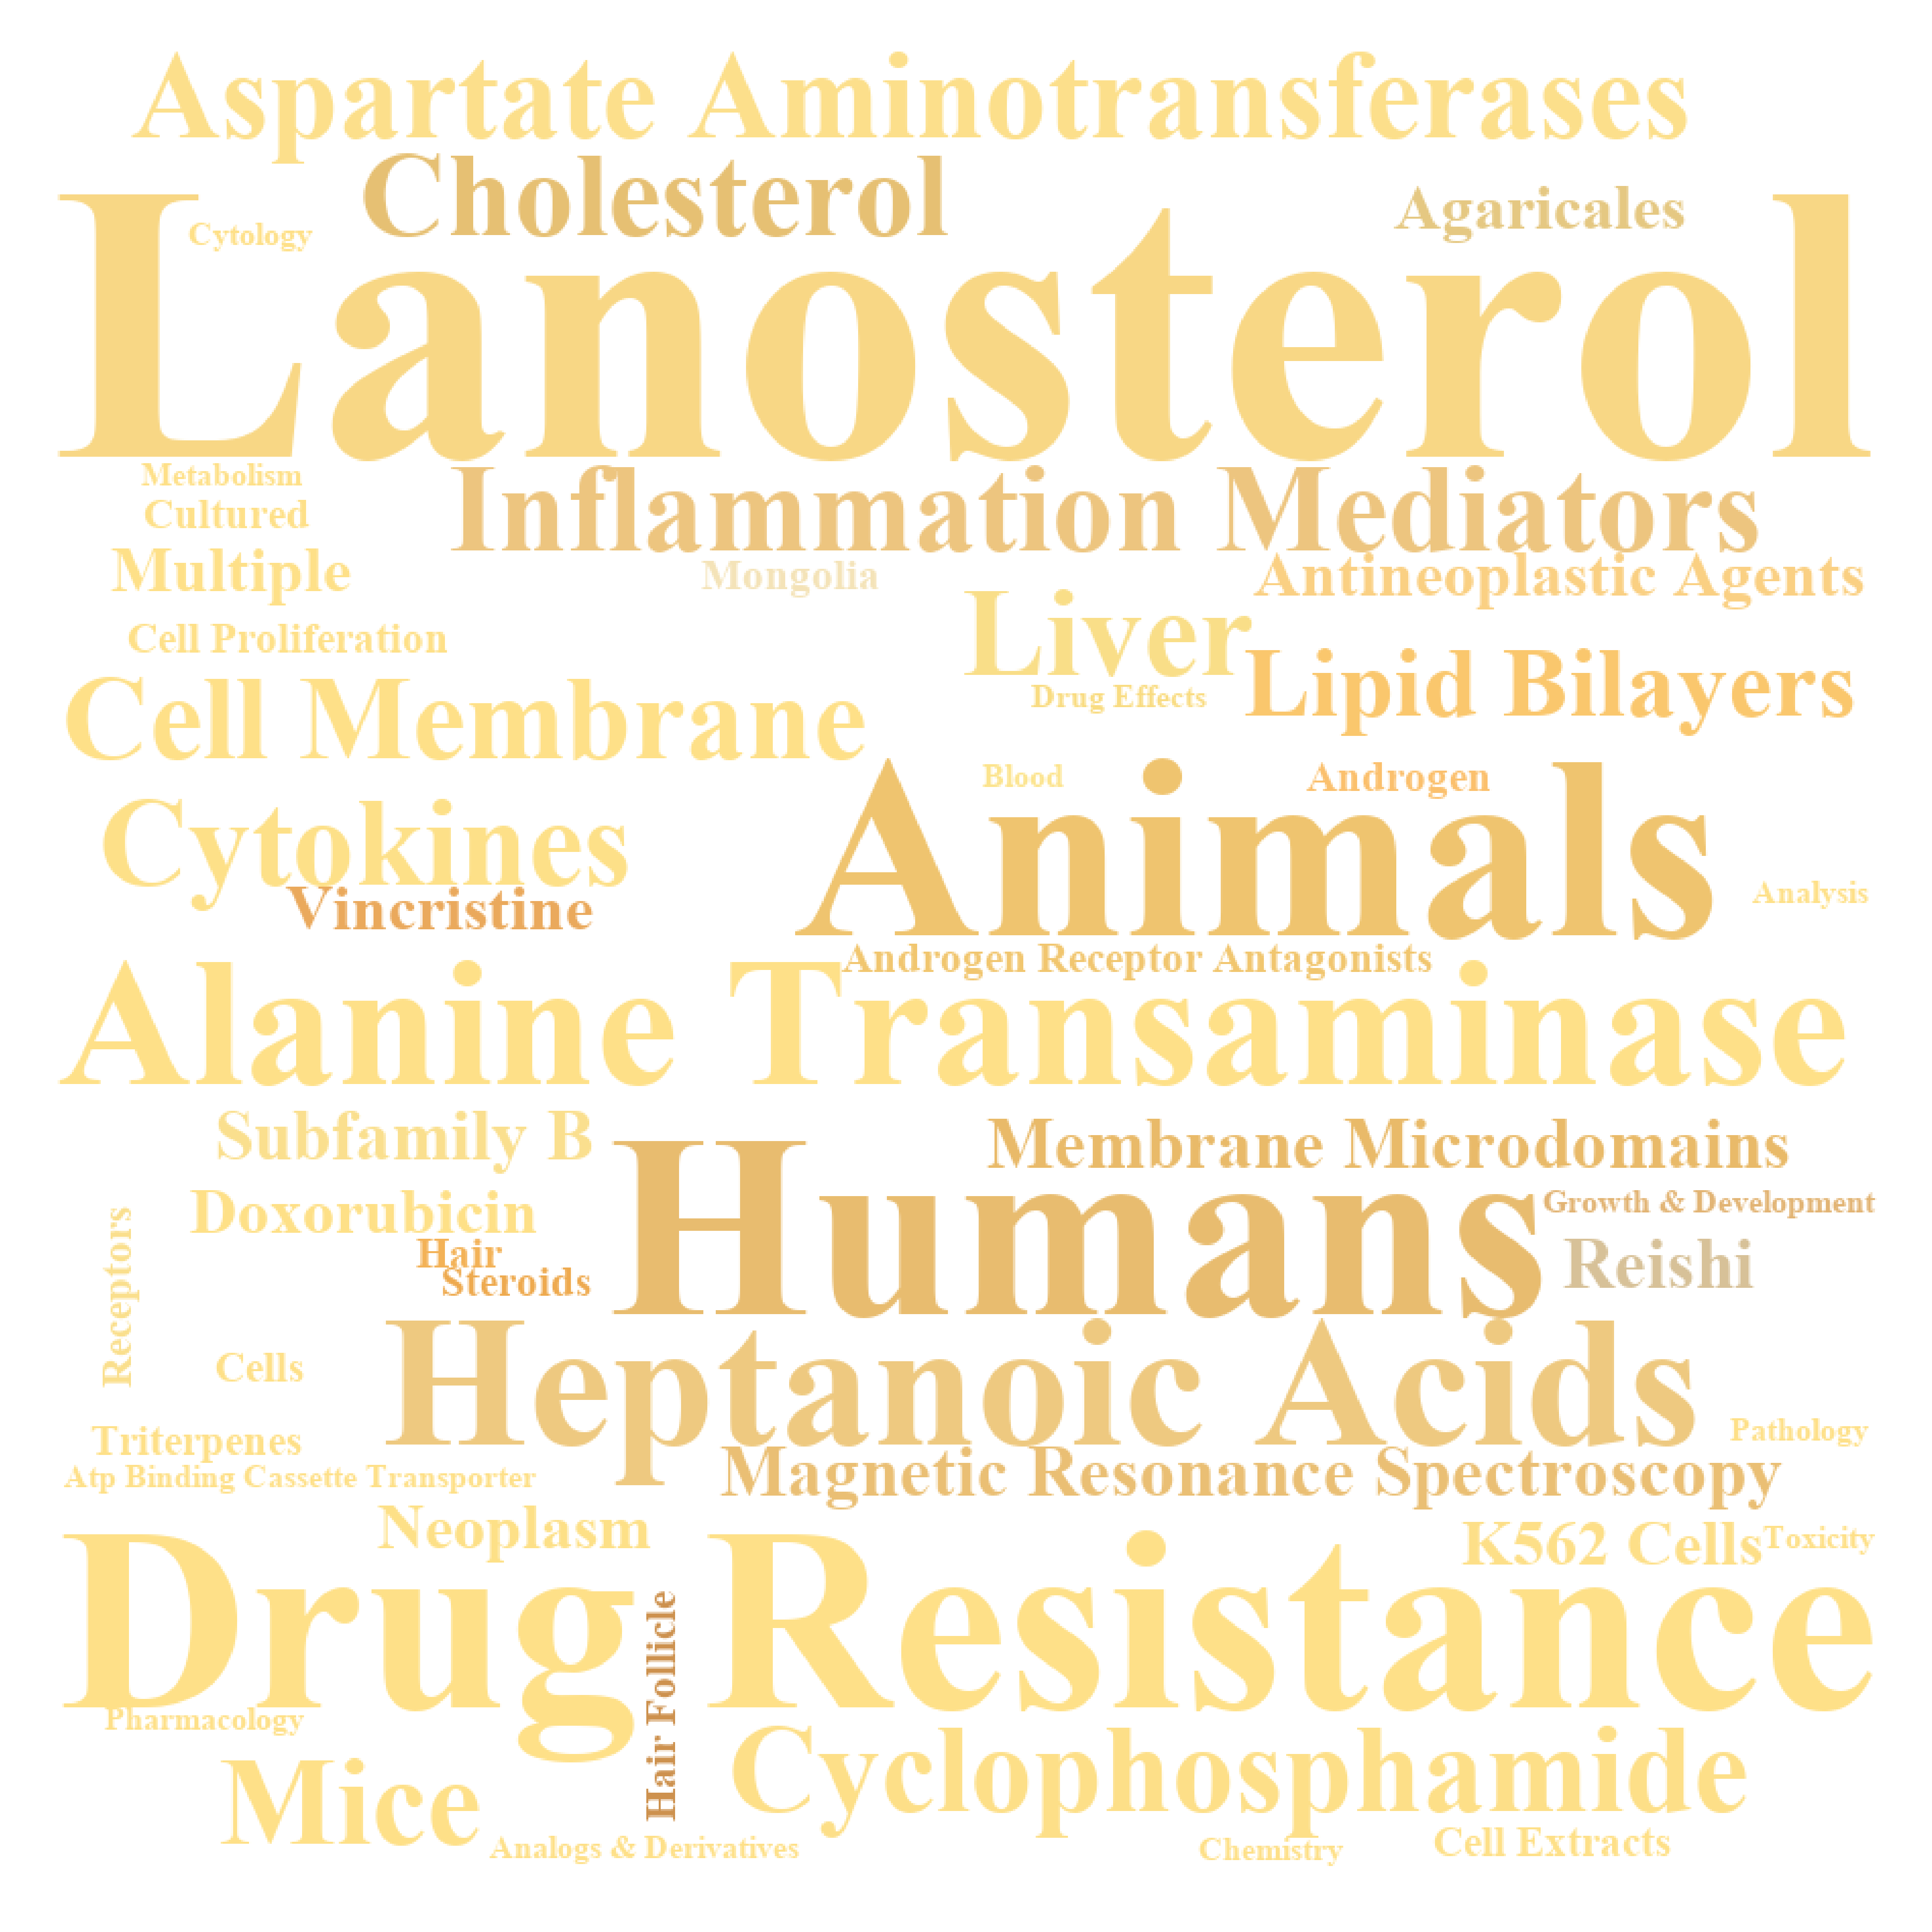 Aspartate Aminotransferases
Cholesterol
Agaricales
Cytology
Lanosterol
Metabolism
Inflammation Mediators
Cultured
Multiple
Mongolia
Antineoplastic Agents
Cell Proliferation
Liver
Drug Effects
Lipid Bilayers
Cell Membrane
Blood
Androgen
Animals
Cytokines
Vincristine
Analysis
Androgen Receptor Antagonists
Alanine Transaminase
Subfamily B
Membrane Microdomains
Humans
Doxorubicin
Growth & Development
Hair
Reishi
Steroids
Receptors
Cells
Heptanoic Acids
Triterpenes
Pathology
Atp Binding Cassette Transporter
Magnetic Resonance Spectroscopy
Neoplasm
K562 Cells
Toxicity
Drug Resistance
Hair Follicle
Pharmacology
Mice
Cyclophosphamide
Analogs & Derivatives
Chemistry
Cell Extracts